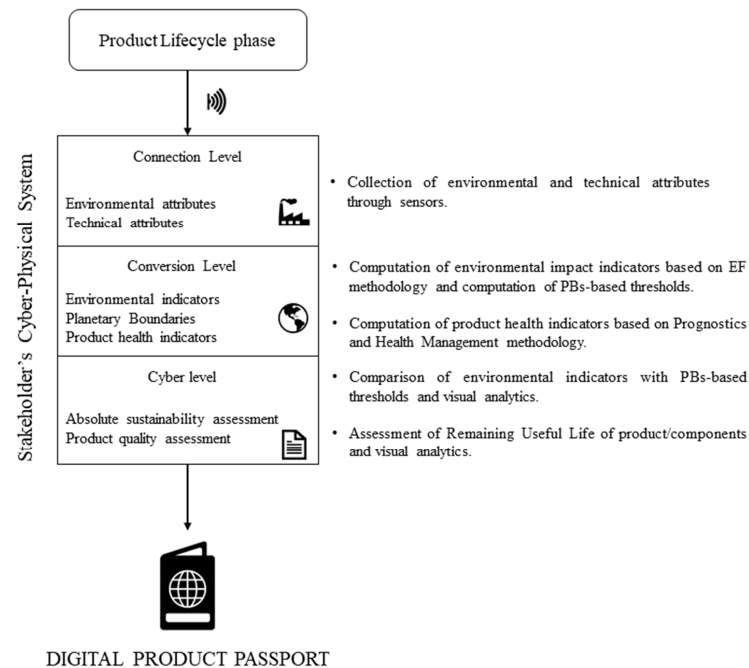 Product Lifecycle phase
Stakeholder's Cyber-Physical System
Connection Level
Environmental attributes
Technical attributes
• Collection of environmental and technical attributes
through sensors.
Conversion Level
Environmental indicators
Planetary Boundaries
Product health indicators
• Computation of environmental impact indicators based on EF
methodology and computation of PBs-based thresholds.
• Computation of product health indicators based on Prognostics
and Health Management methodology.
Cyber level
Absolute sustainability assessment
Product quality assessment
• Comparison of environmental indicators with PBs-based
thresholds and visual analytics.
• Assessment of Remaining Useful Life of product/components
and visual analytics.
DIGITAL PRODUCT PASSPORT